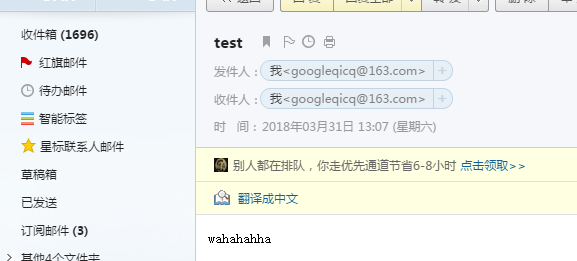 收件箱 (1696)
红旗邮件
待办邮件
智能标签
星标联系人邮件
草稿箱
已发送
订阅邮件 (3)
其他4个文件夹
test
发件人：我<googleqicq@163.com>
收件人：我<googleqicq@163.com>
时 间：2018年03月31日 13:07 (星期六)
别人都在排队，你走优先通道节省6-8小时 点击领取>>
翻译成中文
wahahahha